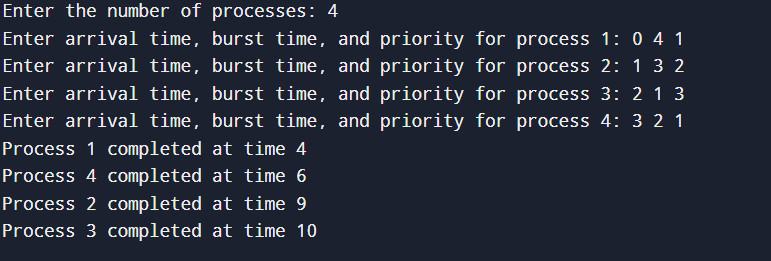 Enter the number of processes: 4
Enter arrival time, burst time, and priority for process 1: 0 4 1
Enter arrival time, burst time, and priority for process 2: 1 3 2
Enter arrival time, burst time, and priority for process 3: 2 1 3
Enter arrival time, burst time, and priority for process 4: 3 2 1
Process 1 completed at time 4
Process 4 completed at time 6
Process 2 completed at time 9
Process 3 completed at time 10